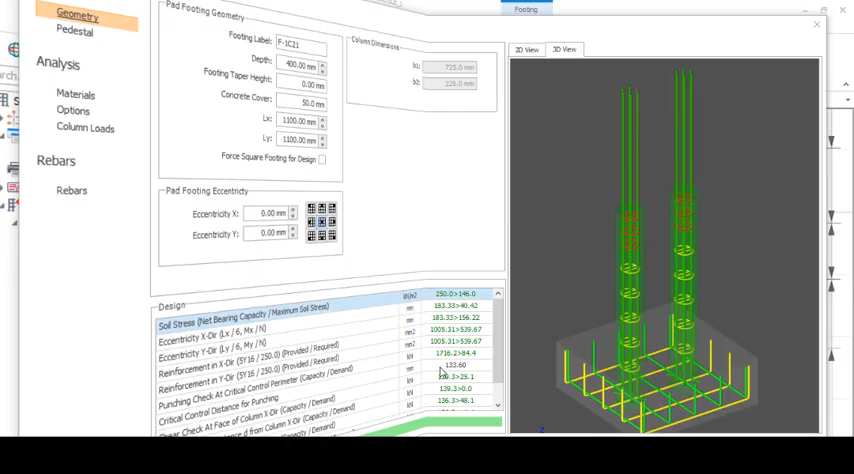 Footing
Geometry
Pedestal
Analysis
Materials
Options
Column Loads
Rebars
Rebars
Pad Footing Geometry
Footing Label: F-1C21
Depth: 400.00 mm
Footing Taper Height: 0.00 mm
Concrete Cover: 50.0 mm
Lx: 1100.00 mm
Ly: 1100.00 mm
Force Square Footing for Design
Column Dimensions
b1: 725.0 mm
b2: 225.0 mm
Pad Footing Eccentricity
Eccentricity X: 0.00 mm
Eccentricity Y: 0.00 mm
Design
Soil Stress (Net Bearing Capacity / Maximum Soil Stress) kN/m2 250.0>146.0
Eccentricity X-Dir (Lx / 6, Mx / N) mm 183.33>40.42
Eccentricity Y-Dir (Ly / 6, My / N) mm 183.33>156.22
Reinforcement in X-Dir (5Y16 / 250.0) (Provided / Required) mm2 1005.31>539.67
Reinforcement in Y-Dir (5Y16 / 250.0) (Provided / Required) mm2 1005.31>539.67
Punching Check At Critical Control Perimeter (Capacity / Demand) kN 1716.2>84.4
Critical Control Distance for Punching mm 133.60
Shear Check At Face of Column X-Dir (Capacity / Demand) kN
kN 139.3>0.0
kN 136.3>48.1
2D View
3D View
Z